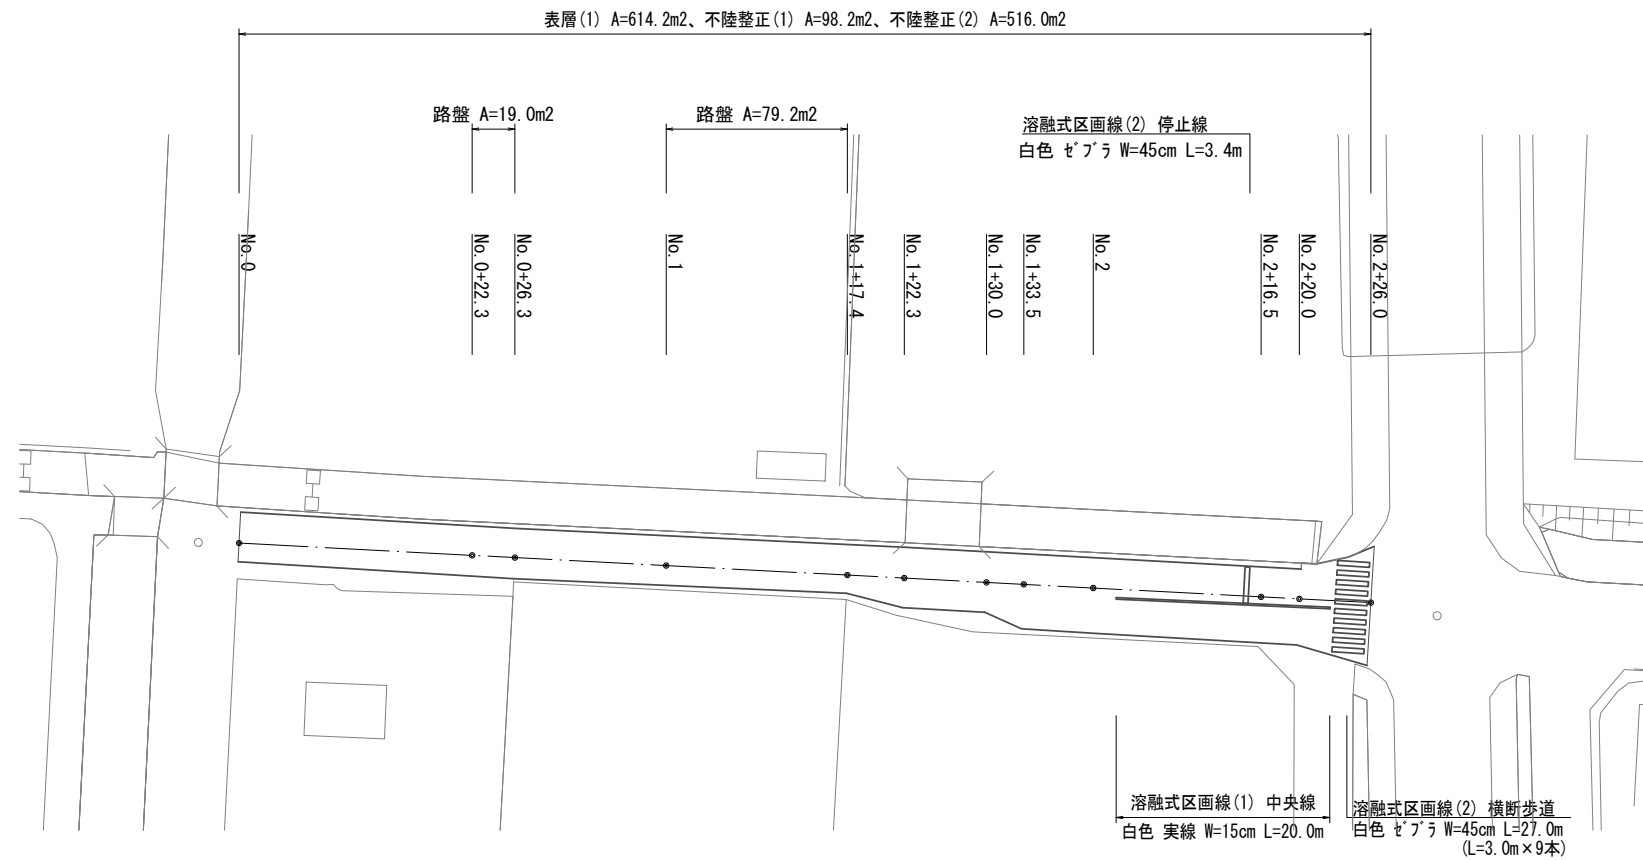 表層(1) A=614.2m2、不陸整正(1) A=98.2m2、不陸整正(2) A=516.0m2
路盤 A=19.0m2
路盤 A=79.2m2
溶融式区画線(2) 停止線
白色 ゼブラ W=45cm L=3.4m
No.0
No.0+22.3
No.0+26.3
No.1
No.1+17.4
No.1+22.3
No.1+30.0
No.1+33.5
No.2
No.2+16.5
No.2+20.0
No.2+26.0
溶融式区画線(1) 中央線
白色 実線 W=15cm L=20.0m
溶融式区画線(2) 横断歩道
白色 ゼブラ W=45cm L=27.0m
(L=3.0m×9本)